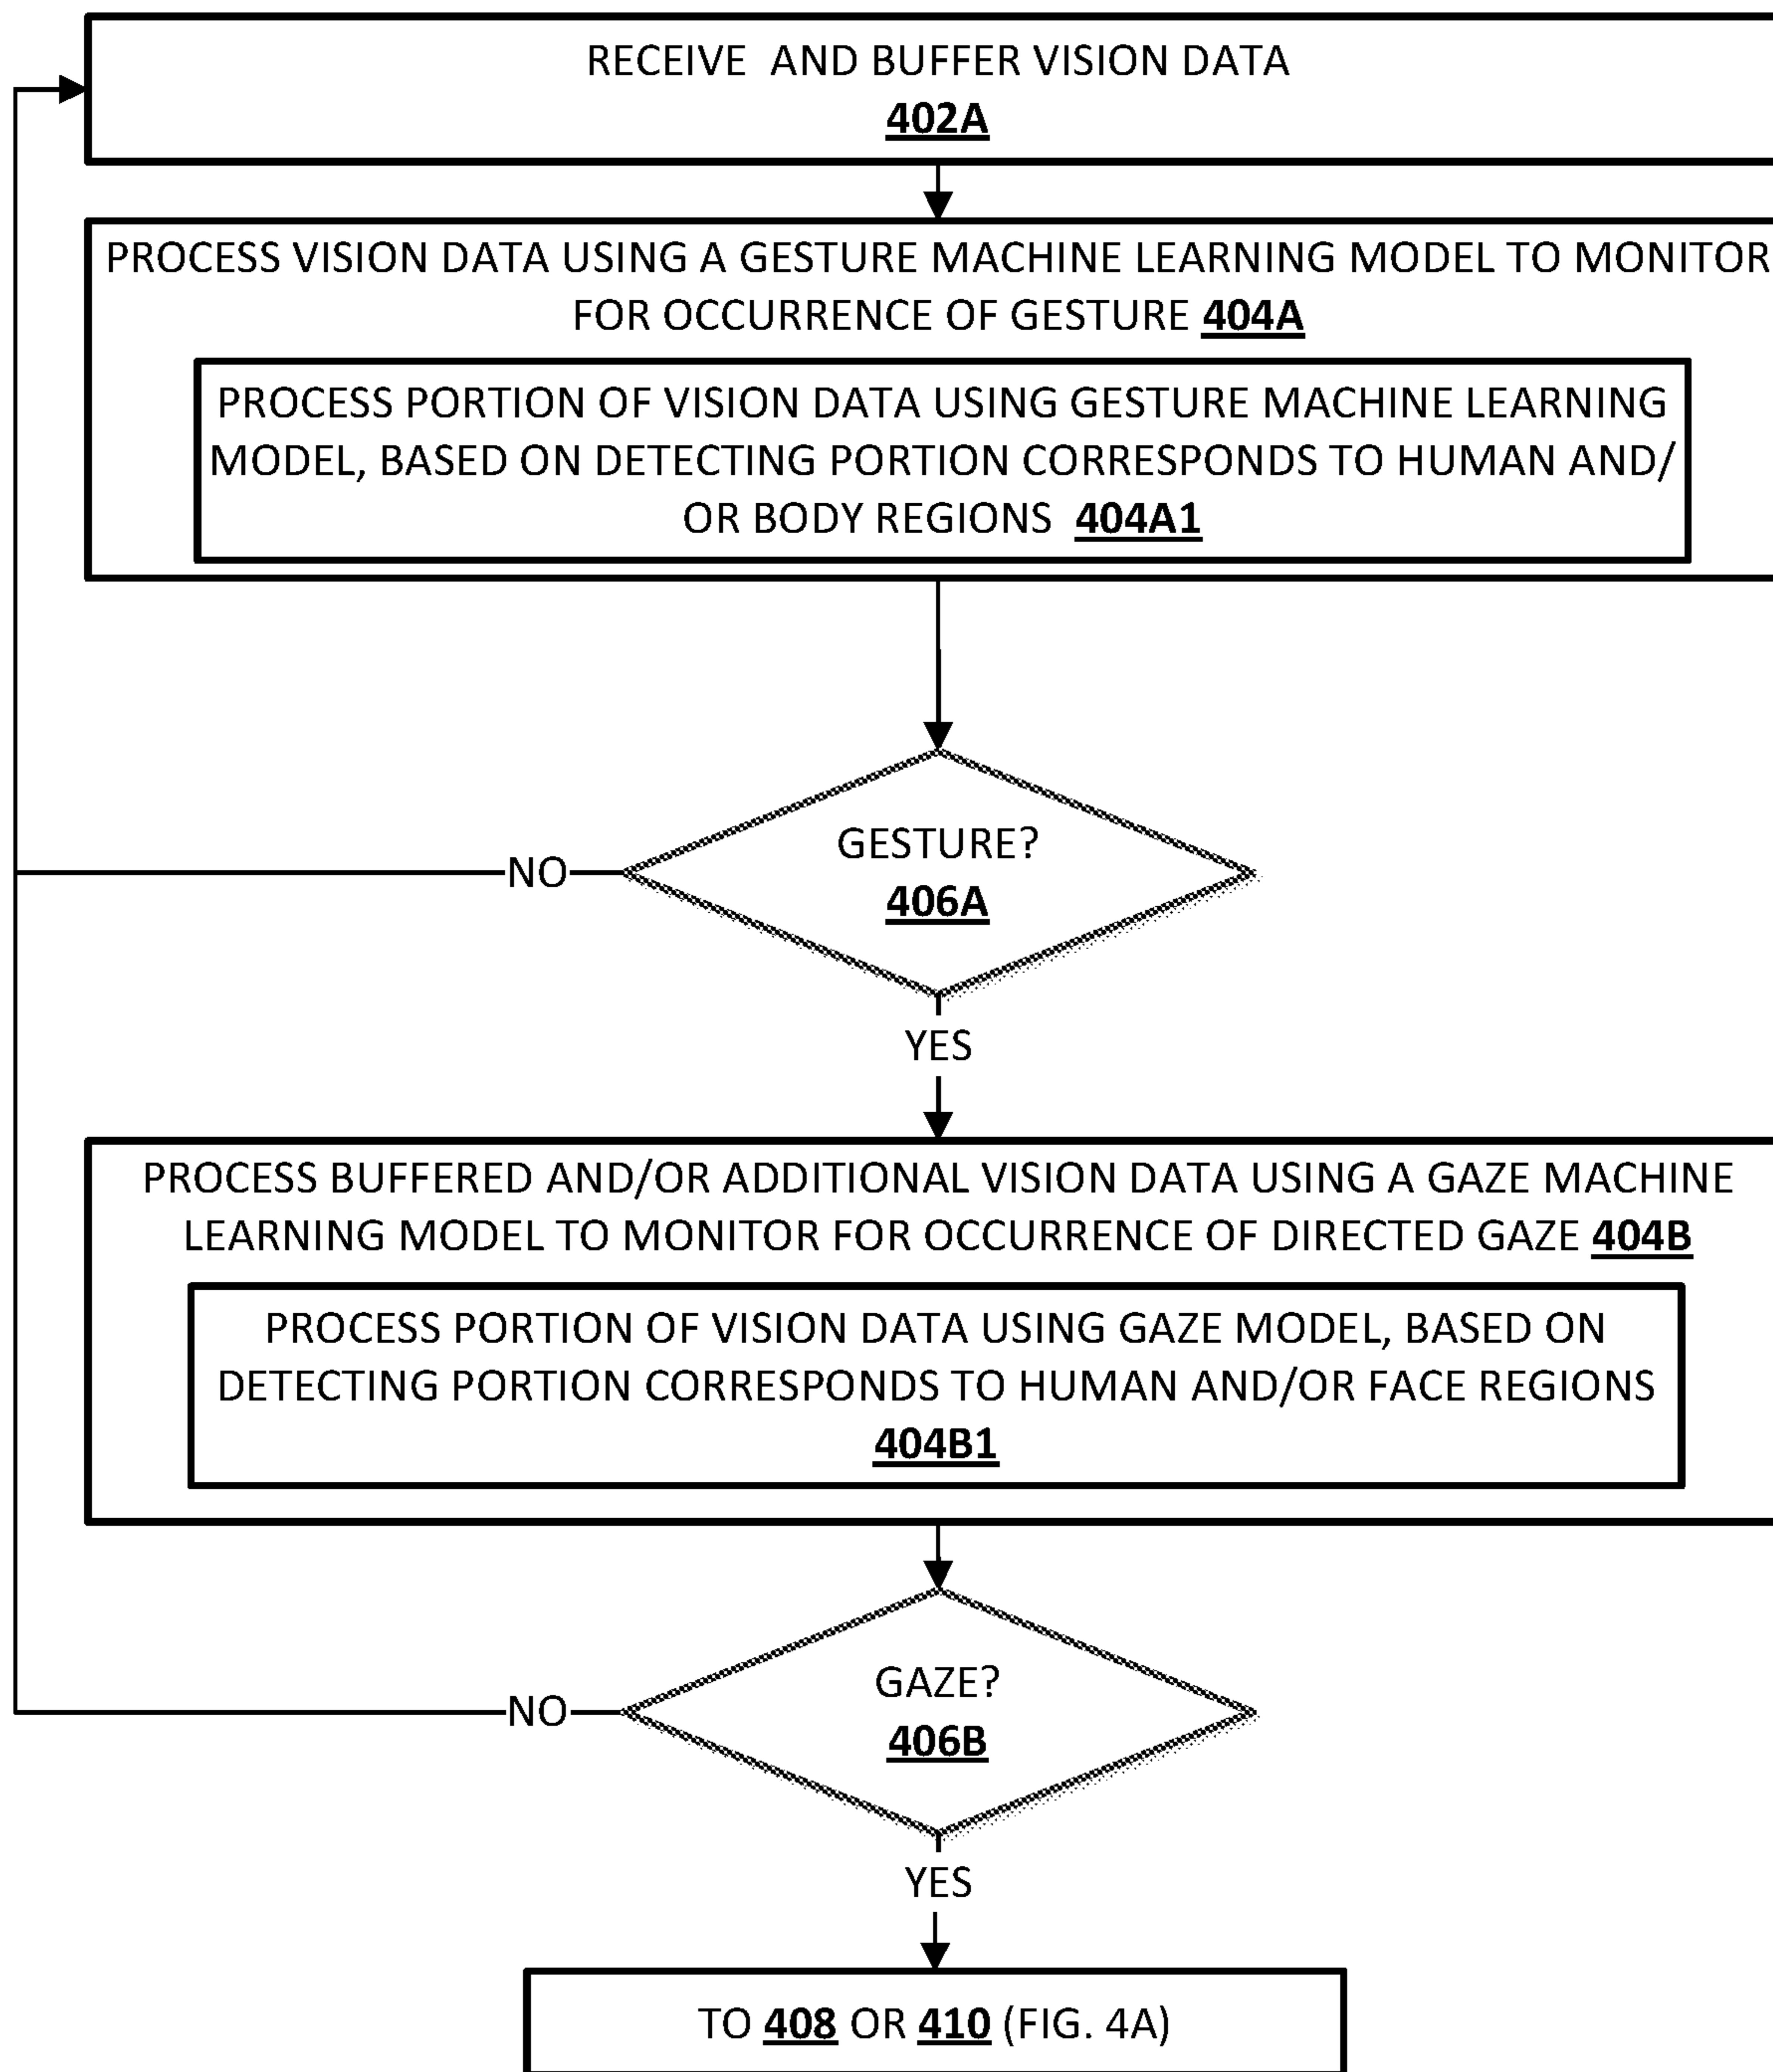 RECEIVE AND BUFFER VISION DATA
402A
PROCESS VISION DATA USING A GESTURE MACHINE LEARNING MODEL TO MONITOR
FOR OCCURRENCE OF GESTURE 404A
PROCESS PORTION OF VISION DATA USING GESTURE MACHINE LEARNING
MODEL, BASED ON DETECTING PORTION CORRESPONDS TO HUMAN AND/
OR BODY REGIONS 404A1
GESTURE?
NO
406A
YES
PROCESS BUFFERED AND/OR ADDITIONAL VISION DATA USING A GAZE MACHINE
LEARNING MODEL TO MONITOR FOR OCCURRENCE OF DIRECTED GAZE 404B
PROCESS PORTION OF VISION DATA USING GAZE MODEL, BASED ON
DETECTING PORTION CORRESPONDS TO HUMAN AND/OR FACE REGIONS
404B1
GAZE?
NO
406B
YES
TO 408 OR 410 (FIG. 4A)